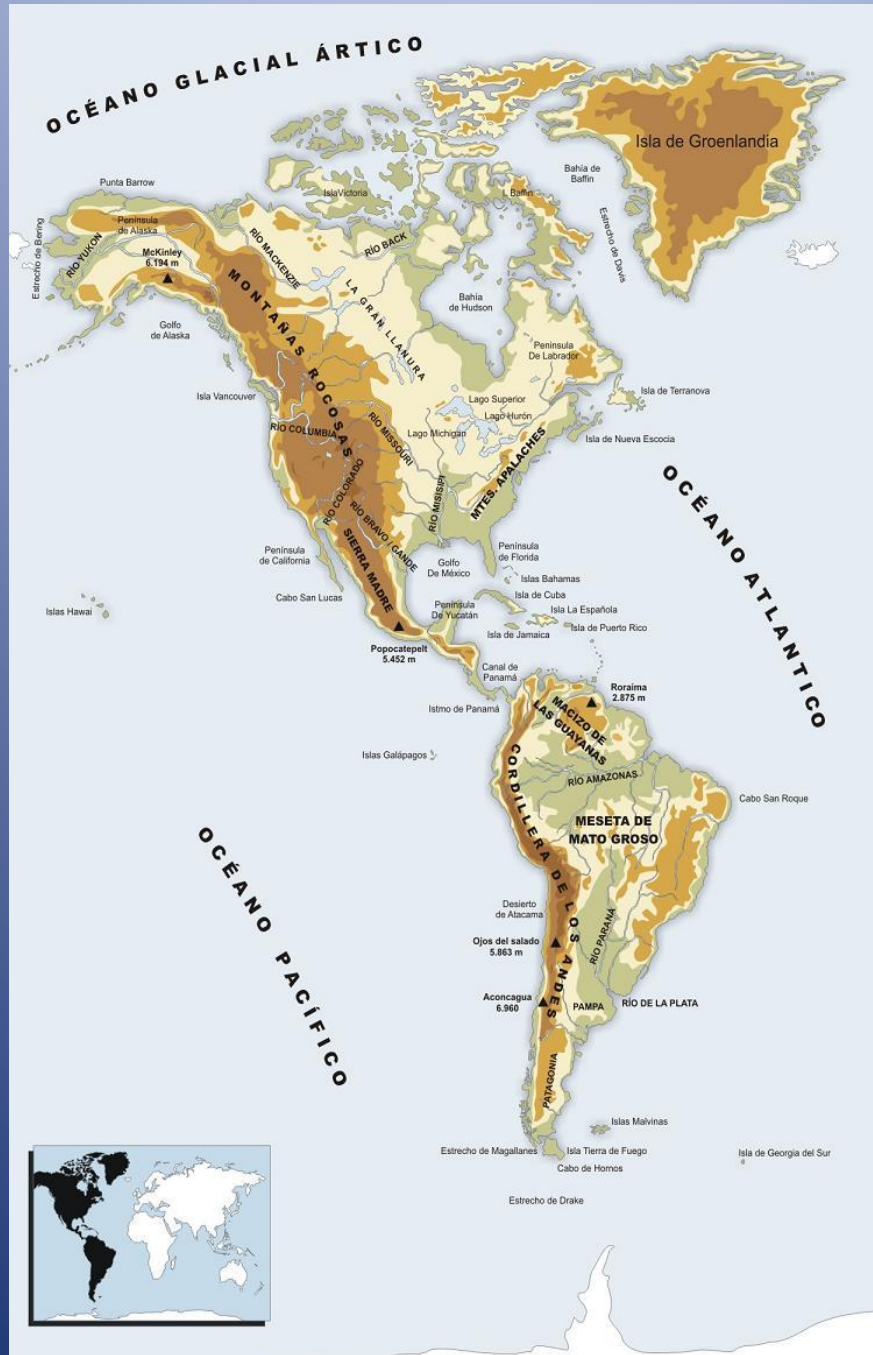 OCÉANO GLACIAL ÁRTICO
Isla de Groenlandia
Bahía de
Baffin
Punta Barrow
IslaVictoria
I. Baffin
Estrecho de Davis
Estrecho de Bering
Península
de Alaska
RÍO YUKON
McKinley
6.194 m
RÍO MACKENZIE
RÍO BACK
MONTAÑAS ROCOSAS
LA GRAN LLANURA
Bahía
de Hudson
Golfo
de Alaska
Peninsula
De Labrador
Isla Vancouver
Isla de Terranova
Lago Superior
Lago Hurón
Lago Michigan
Isla de Nueva Escocia
RÍO COLUMBIA
RÍO MISSOURI
MTES. APALACHES
RÍO COLORADO
RÍO MISISIPI
RÍO BRAVO / GANDE
SIERRA MADRE
OCÉANO ATLANTICO
Península
de California
Golfo
De México
Península
de Florida
Islas Bahamas
Cabo San Lucas
Islas Hawai
Península
De Yucatán
Isla de Cuba
Isla La Española
Isla de Jamaica
Isla de Puerto Rico
Popocatepelt
5.452 m
Canal de
Panamá
Istmo de Panamá
Roraima
2.875 m
MACIZO DE
LAS GUAYANAS
Islas Galápagos
RÍO AMAZONAS
Cabo San Roque
CORDILLERA DE LOS ANDES
MESETA DE
MATO GROSO
OCÉANO PACÍFICO
Desierto
de Atacama
RÍO PARANÁ
Ojos del salado
5.863 m
Aconcagua
6.960
PAMPA
RÍO DE LA PLATA
PATAGONIA
Islas Malvinas
Estrecho de Magallanes
Isla Tierra de Fuego
Isla de Georgia del Sur
Cabo de Hornos
Estrecho de Drake